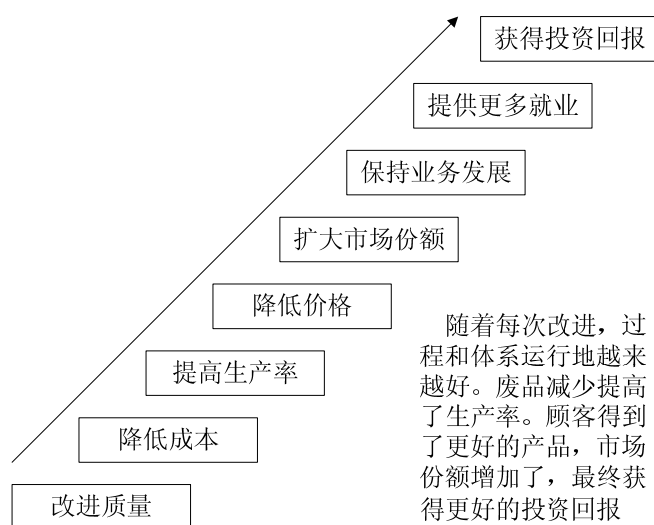 获得投资回报
提供更多就业
保持业务发展
扩大市场份额
降低价格
提高生产率
降低成本
改进质量
随着每次改进，过
程和体系运行地越来
越好。废品减少提高
了生产率。顾客得到
了更好的产品，市场
份额增加了，最终获
得更好的投资回报